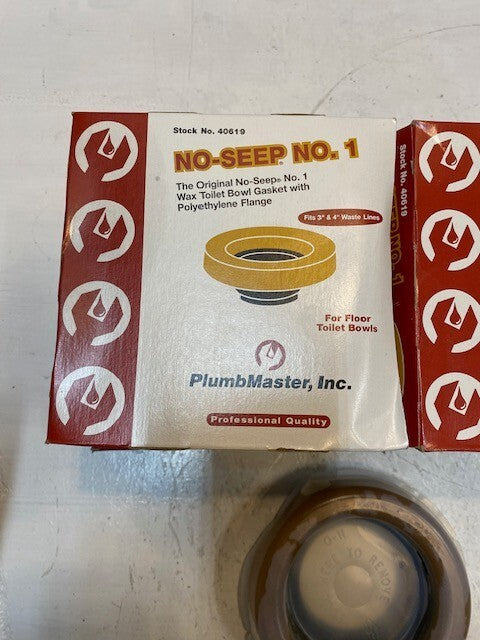 Stock No. 40619
NO-SEEP® NO. 1
The Original No-Seep® No. 1
Wax Toilet Bowl Gasket with
Polyethylene Flange
Fits 3" & 4" Waste Lines
For Floor
Toilet Bowls
PlumbMaster, Inc.
Professional Quality
Stock No. 40619
NO. 1
TO REMOVE